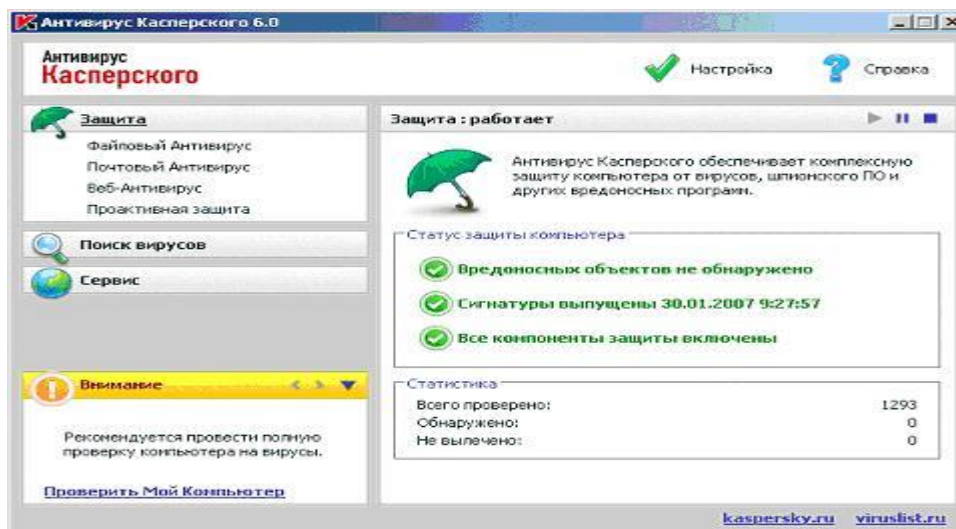 Антивирус Касперского 6.0
Антивирус
Касперского
Настройка
Справка
Защита
Файловый Антивирус
Почтовый Антивирус
Веб-Антивирус
Проактивная защита
Поиск вирусов
Сервис
Внимание
Рекомендуется провести полную
проверку компьютера на вирусы.
Проверить Мой Компьютер
Защита : работает
Антивирус Касперского обеспечивает комплексную
защиту компьютера от вирусов, шпионского ПО и
других вредоносных программ.
Статус защиты компьютера
Вредоносных объектов не обнаружено
Сигнатуры выпущены 30.01.2007 9:27:57
Все компоненты защиты включены
Статистика
Всего проверено: 1293
Обнаружено: 0
Не вылечено: 0
kaspersky.ru viruslist.ru